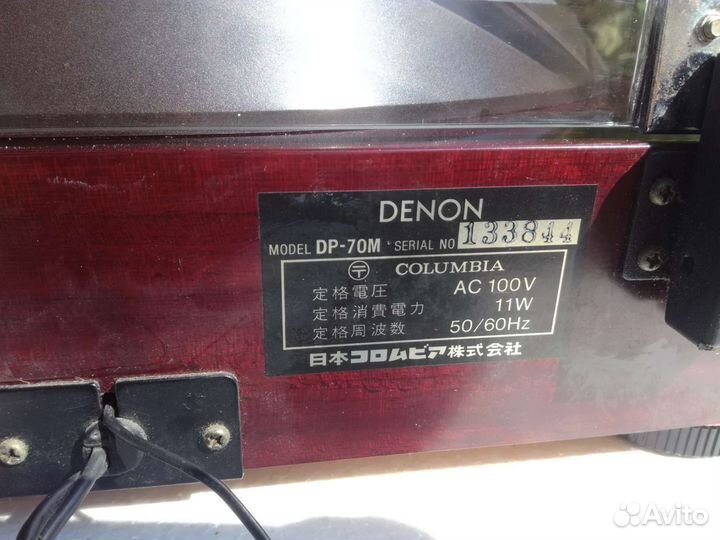 DENON
MODEL DP-70M SERIAL NO 133844
〒 COLUMBIA
定格電圧 AC 100V
定格消費電力 11W
定格周波数 50/60Hz
日本コロムビア株式会社
Avito